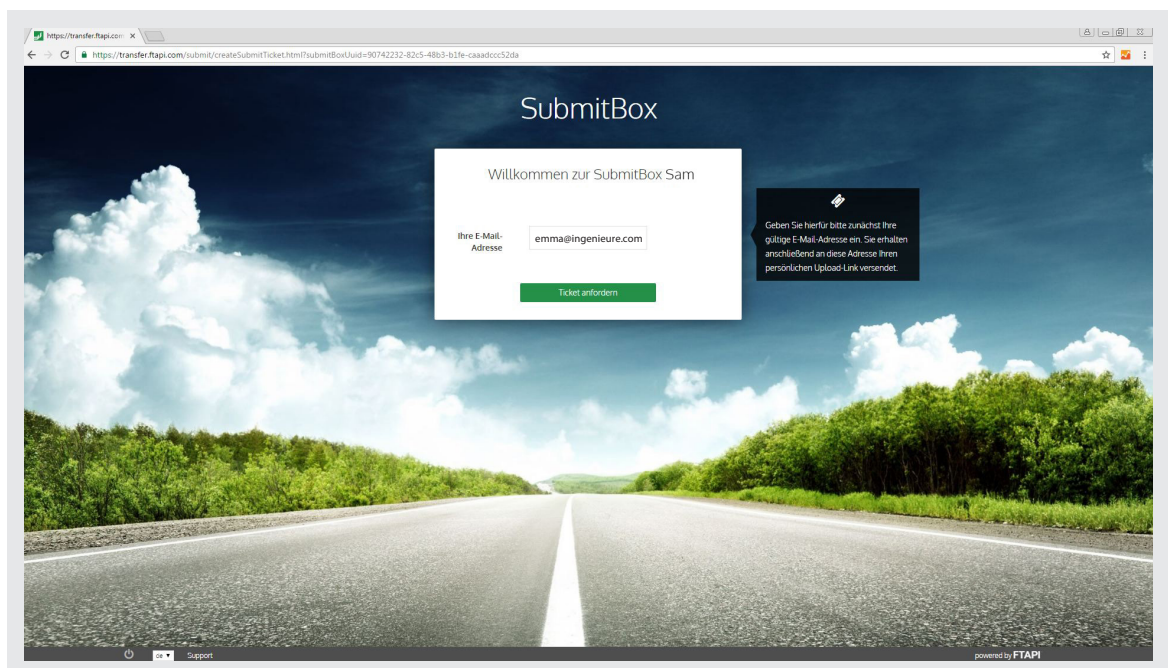 https://transfer.ftapi.com
https://transfer.ftapi.com/submit/createSubmitTicket.html?submitBoxUuid=90742232-82c5-48b3-b1fe-caaadccc52da
SubmitBox
Willkommen zur SubmitBox Sam
Ihre E-Mail-
Adresse
emma@ingenieure.com
Ticket anfordern
Geben Sie hierfür bitte zunächst Ihre
gültige E-Mail-Adresse ein. Sie erhalten
anschließend an diese Adresse Ihren
persönlichen Upload-Link versendet.
de Support powered by FTAPI